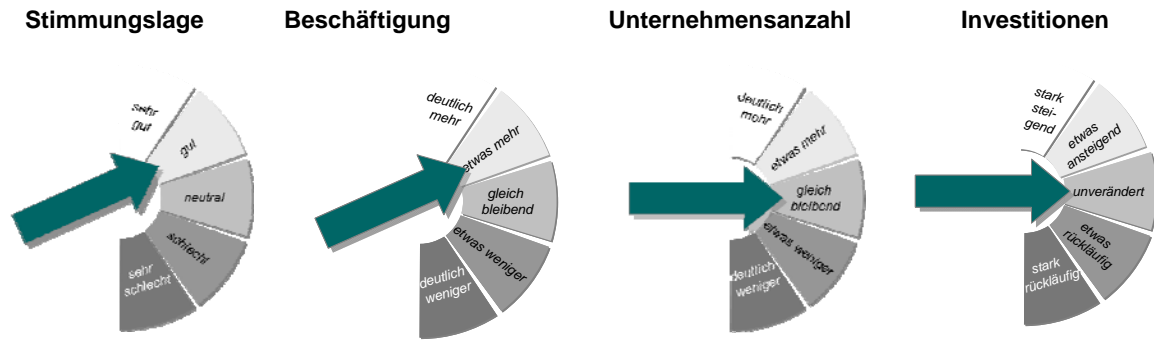 Stimmungslage
sehr
gut
gut
neutral
schlecht
sehr
schlecht
Beschäftigung
deutlich
mehr
etwas mehr
gleich
bleibend
etwas weniger
deutlich
weniger
Unternehmensanzahl
deutlich
mehr
etwas mehr
gleich
bleibend
etwas weniger
deutlich
weniger
Investitionen
stark
stei-
gend
etwas
ansteigend
unverändert
etwas
rückläufig
stark
rückläufig